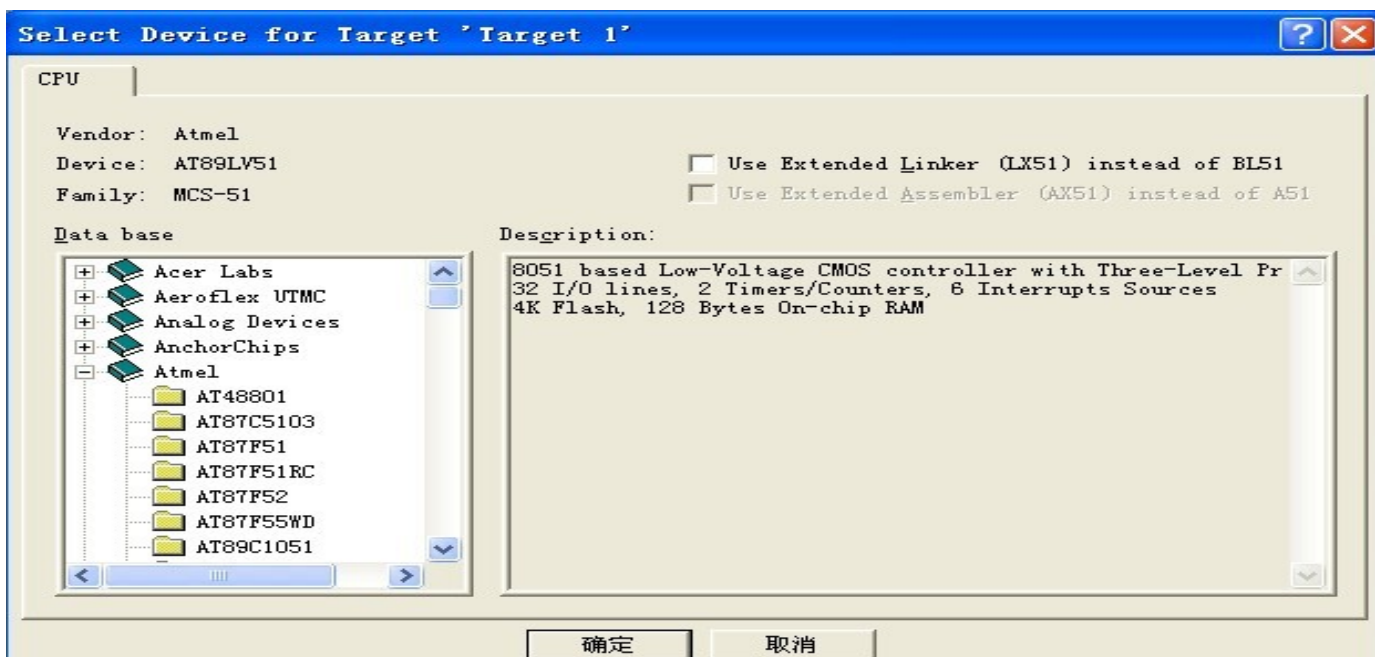 Select Device for Target 'Target 1'
CPU
Vendor: Atmel
Device: AT89LV51
Family: MCS-51
Use Extended Linker (LX51) instead of BL51
Use Extended Assembler (AX51) instead of A51
Data base
Acer Labs
Aeroflex UTMC
Analog Devices
AnchorChips
Atmel
AT48801
AT87C5103
AT87F51
AT87F51RC
AT87F52
AT87F55WD
AT89C1051
Description:
8051 based Low-Voltage CMOS controller with Three-Level Pr
32 I/O lines, 2 Timers/Counters, 6 Interrupts Sources
4K Flash, 128 Bytes On-chip RAM
确定
取消